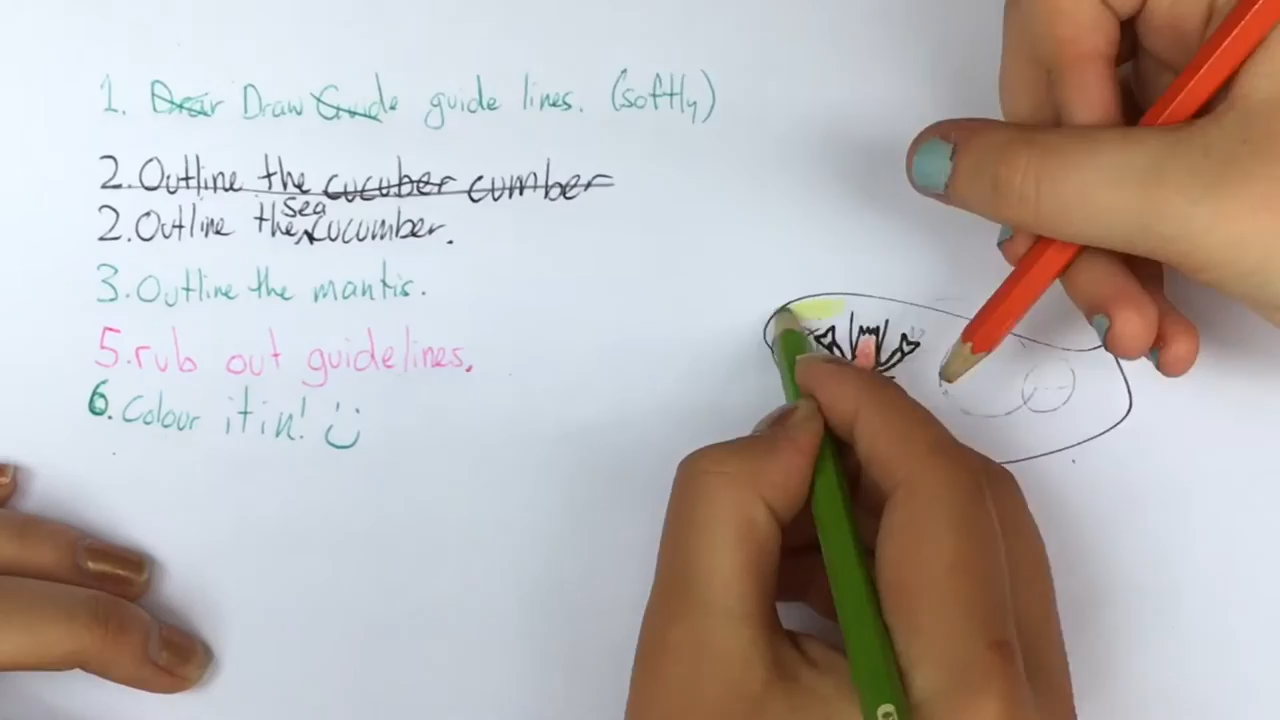 1. Drar Draw Guide guide lines. (softly)
2. Outline the cucuber cumber
2. Outline the sea cucumber.
3. Outline the mantis.
5. rub out guidelines.
6. Colour it in! :)